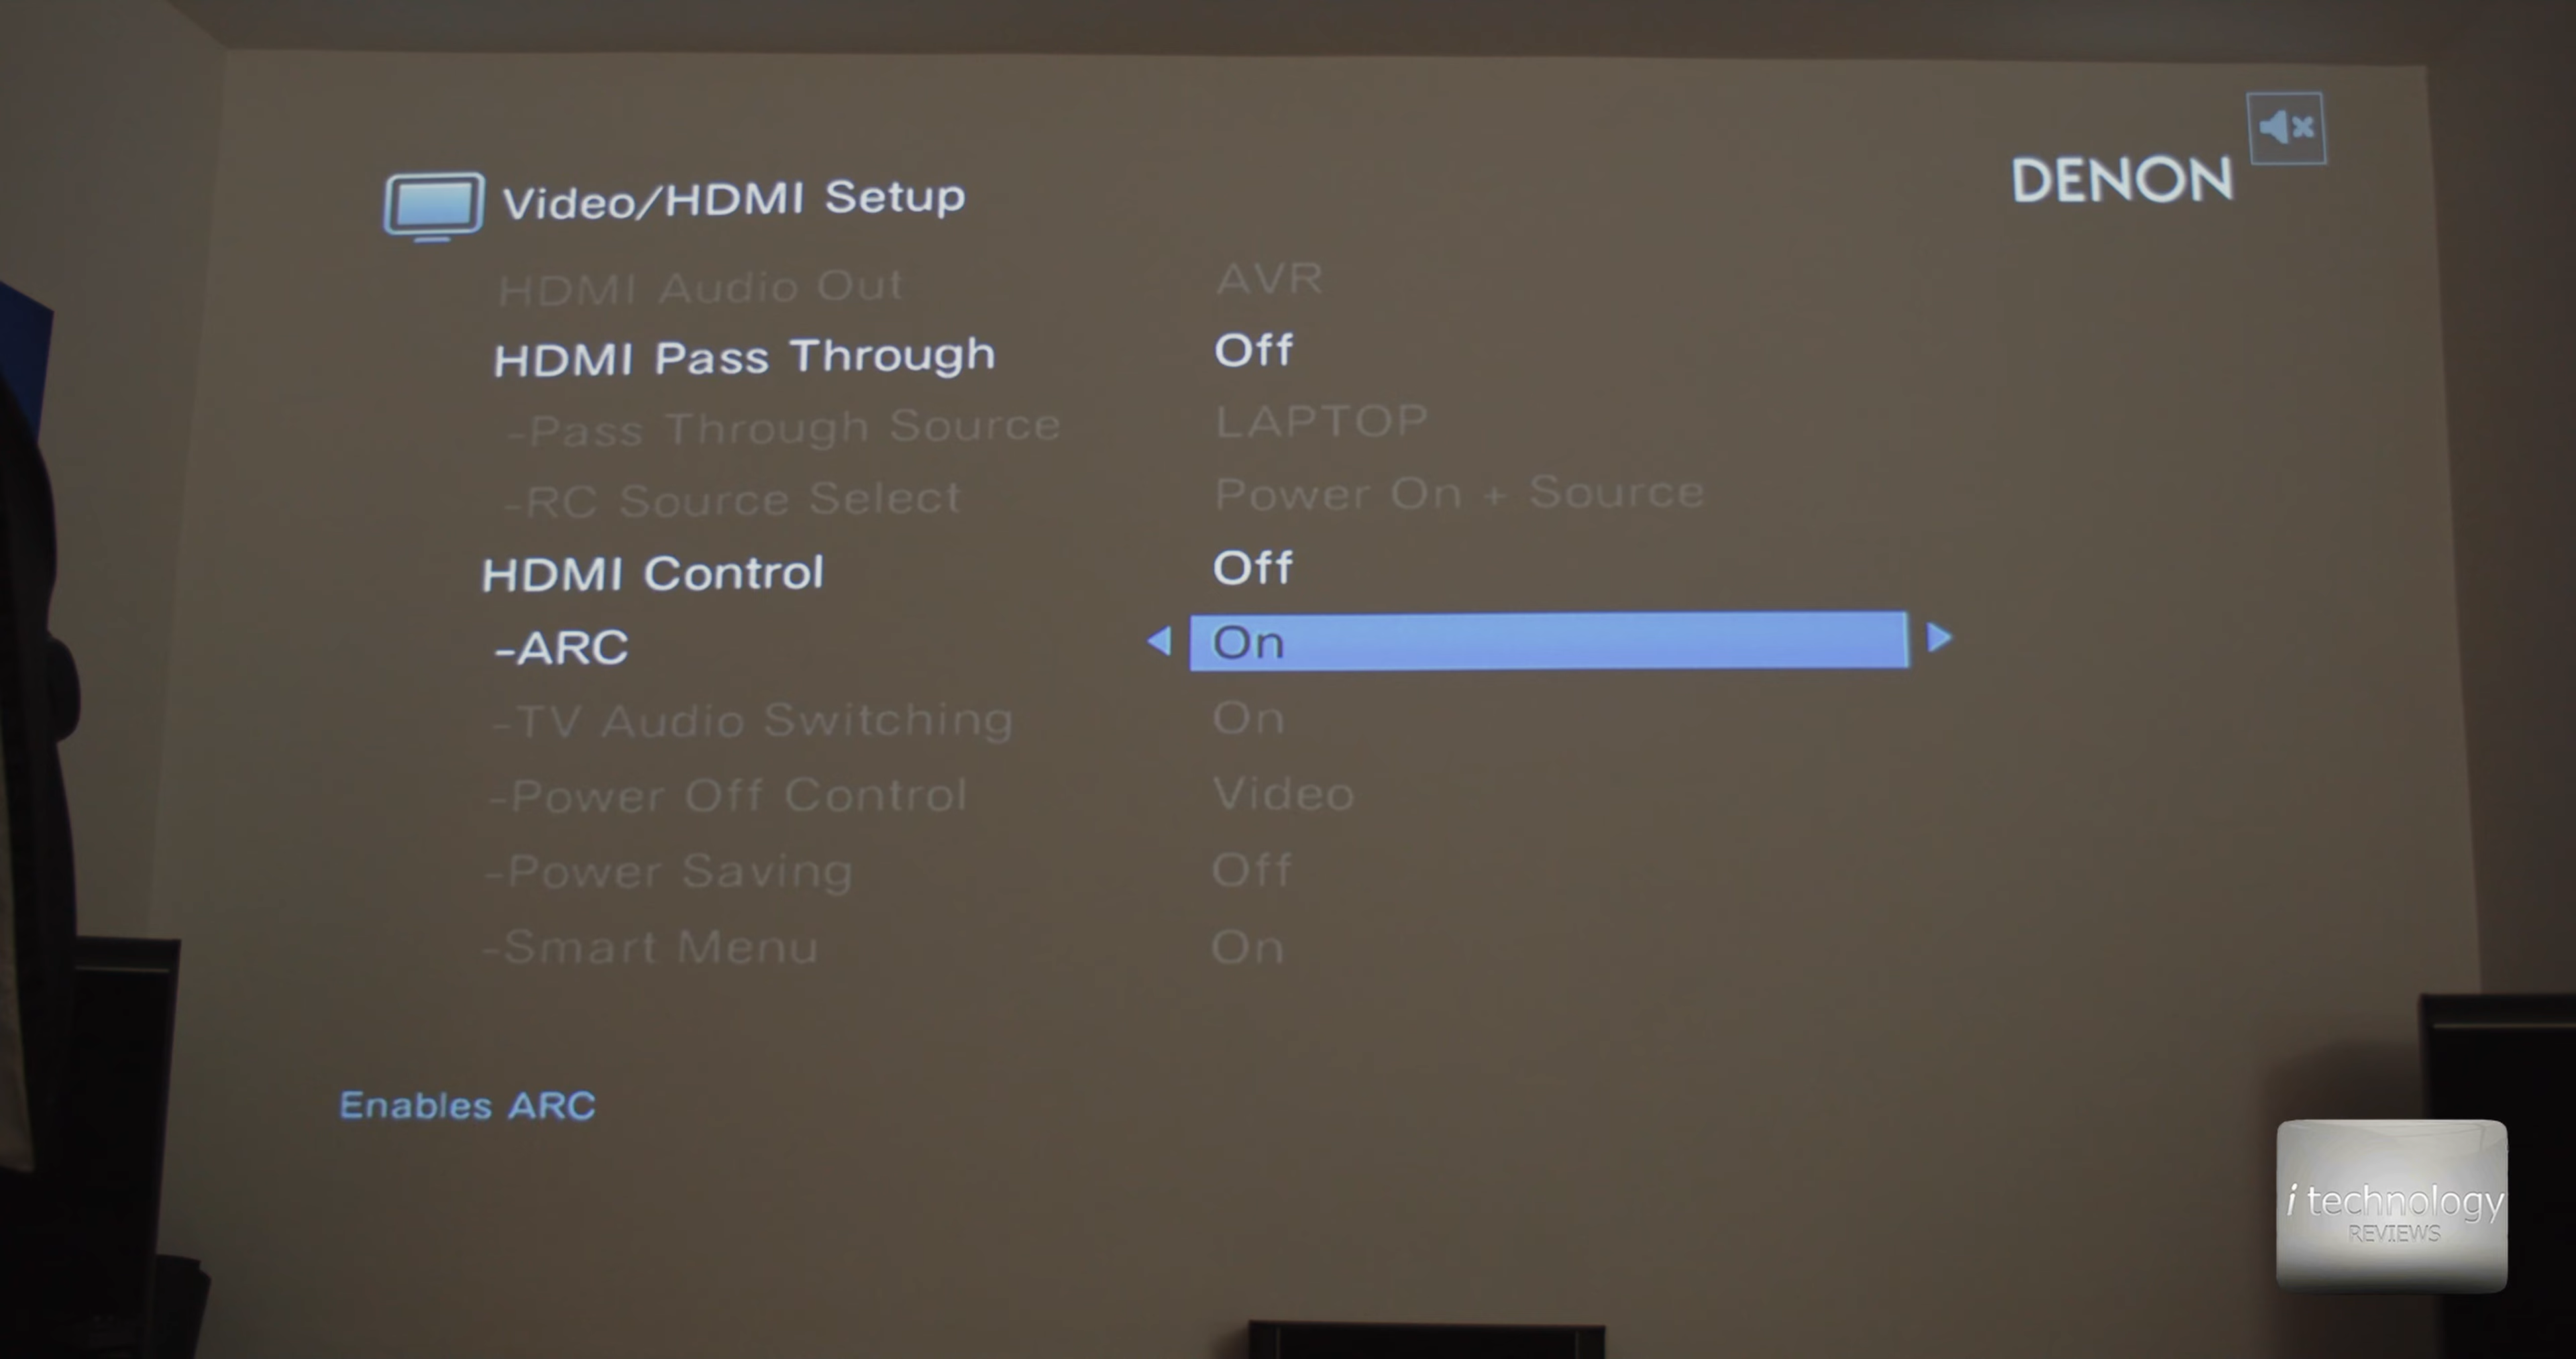 Video/HDMI Setup
DENON
HDMI Audio Out AVR
HDMI Pass Through Off
-Pass Through Source LAPTOP
-RC Source Select Power On + Source
HDMI Control Off
-ARC On
-TV Audio Switching On
-Power Off Control Video
-Power Saving Off
-Smart Menu On
Enables ARC
i technology
REVIEWS